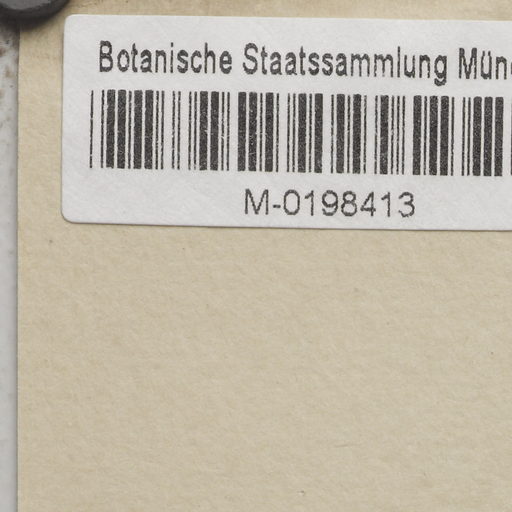 Botanische Staatssammlung Mün
M-0198413